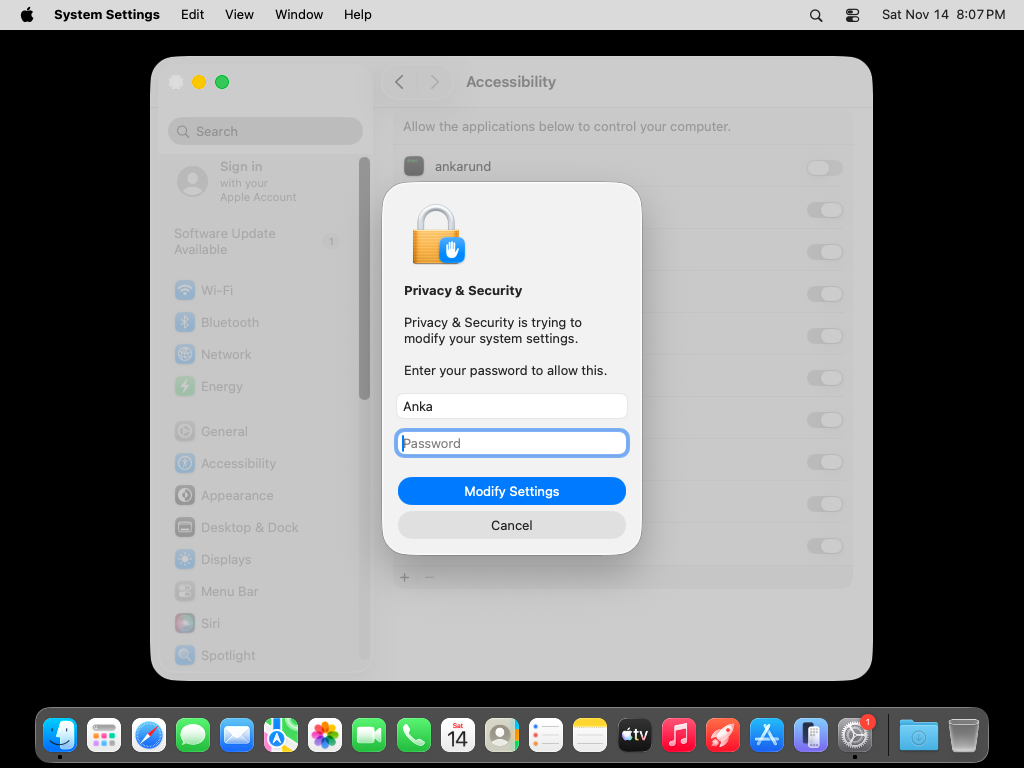 System Settings Edit View Window Help Sat Nov 14 8:07 PM
Accessibility
Search
Sign in
with your
Apple Account
Software Update
Available
1
Wi-Fi
Bluetooth
Network
Energy
General
Accessibility
Appearance
Desktop & Dock
Displays
Menu Bar
Siri
Spotlight
Allow the applications below to control your computer.
ankarund
Privacy & Security
Privacy & Security is trying to
modify your system settings.
Enter your password to allow this.
Anka
Password
Modify Settings
Cancel
Sat
14
tv
1